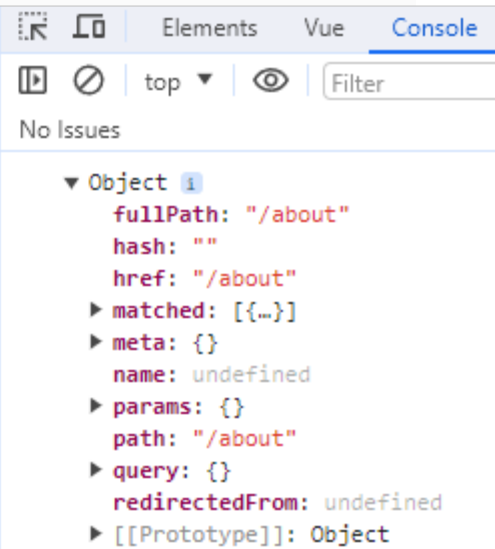 Elements Vue Console
top ▼ Filter
No Issues
▼ Object i
fullPath: "/about"
hash: ""
href: "/about"
▶ matched: [{…}]
▶ meta: {}
name: undefined
▶ params: {}
path: "/about"
▶ query: {}
redirectedFrom: undefined
▶ [[Prototype]]: Object